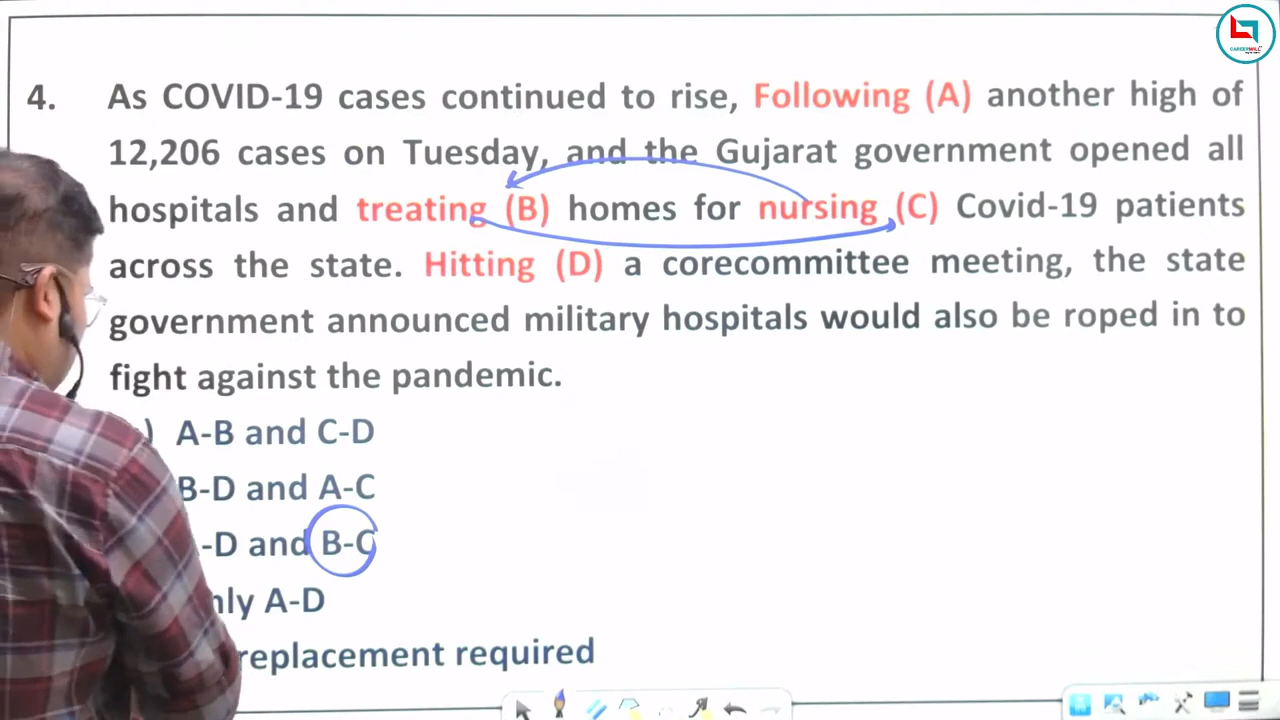 CAREERWILL
4. As COVID-19 cases continued to rise, Following (A) another high of
12,206 cases on Tuesday, and the Gujarat government opened all
hospitals and treating (B) homes for nursing (C) Covid-19 patients
across the state. Hitting (D) a corecommittee meeting, the state
government announced military hospitals would also be roped in to
fight against the pandemic.
) A-B and C-D
B-D and A-C
-D and B-C
A-D
replacement required